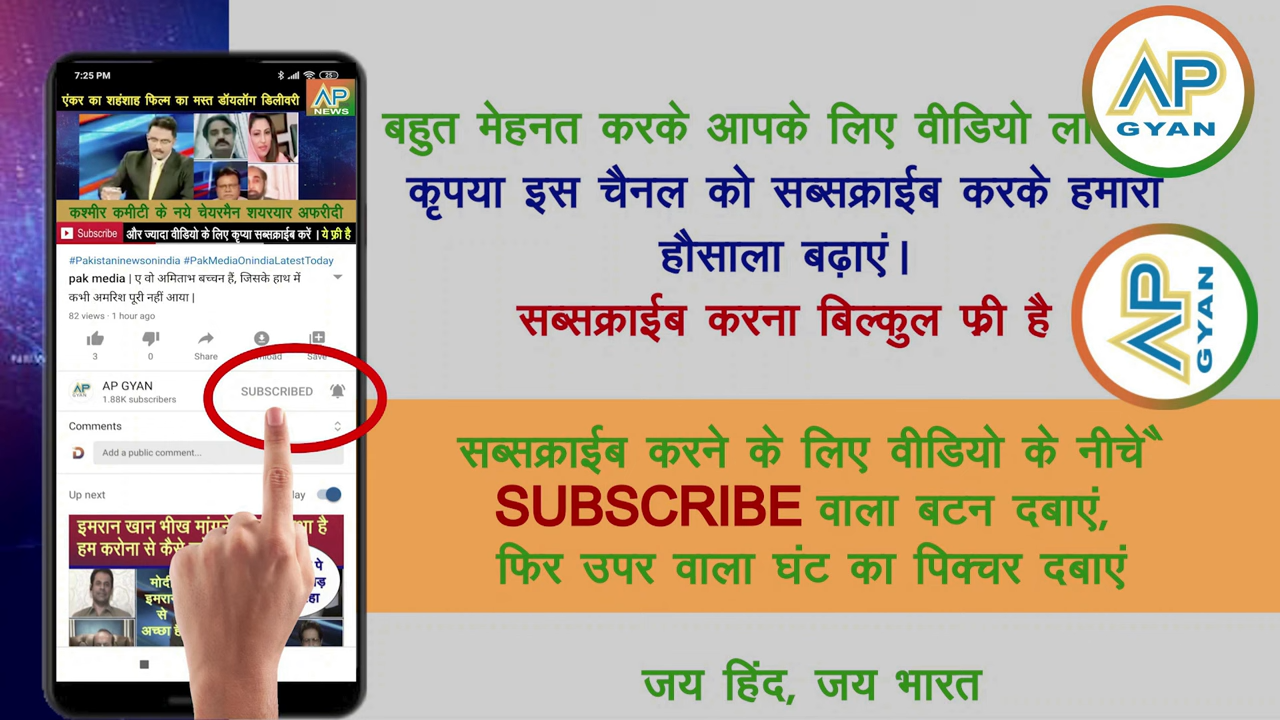 7:25 PM
25
एंकर का शहंशाह फिल्म का मस्त डॉयलॉग डिलीवरी
AP
NEWS
कश्मीर कमीटी के नये चेयरमैन शयरयार अफरीदी
Subscribe और ज्यादा वीडियो के लिए कृप्या सब्सक्राईब करें । ये फ्री है
#Pakistaninewsonindia #PakMediaOnindiaLatestToday
pak media | ए वो अमिताभ बच्चन हैं, जिसके हाथ में
कभी अमरिश पूरी नहीं आया |
82 views · 1 hour ago
3 0 Share Save
AP GYAN
SUBSCRIBED
1.88K subscribers
Comments
Add a public comment...
Up next
इमरान खान भीख मांगने है
हम करोना से कैसे
मोदी
से
अच्छा है
बहुत मेहनत करके आपके लिए वीडियो
कृपया इस चैनल को सब्सक्राईब करके हमारा
हौसाला बढ़ाएं।
सब्सक्राईब करना बिल्कुल फ्री है
सब्सक्राईब करने के लिए वीडियो के नीचे
SUBSCRIBE वाला बटन दबाएं,
फिर उपर वाला घंट का पिक्चर दबाएं
जय हिंद, जय भारत
AP
GYAN
AP
GYAN